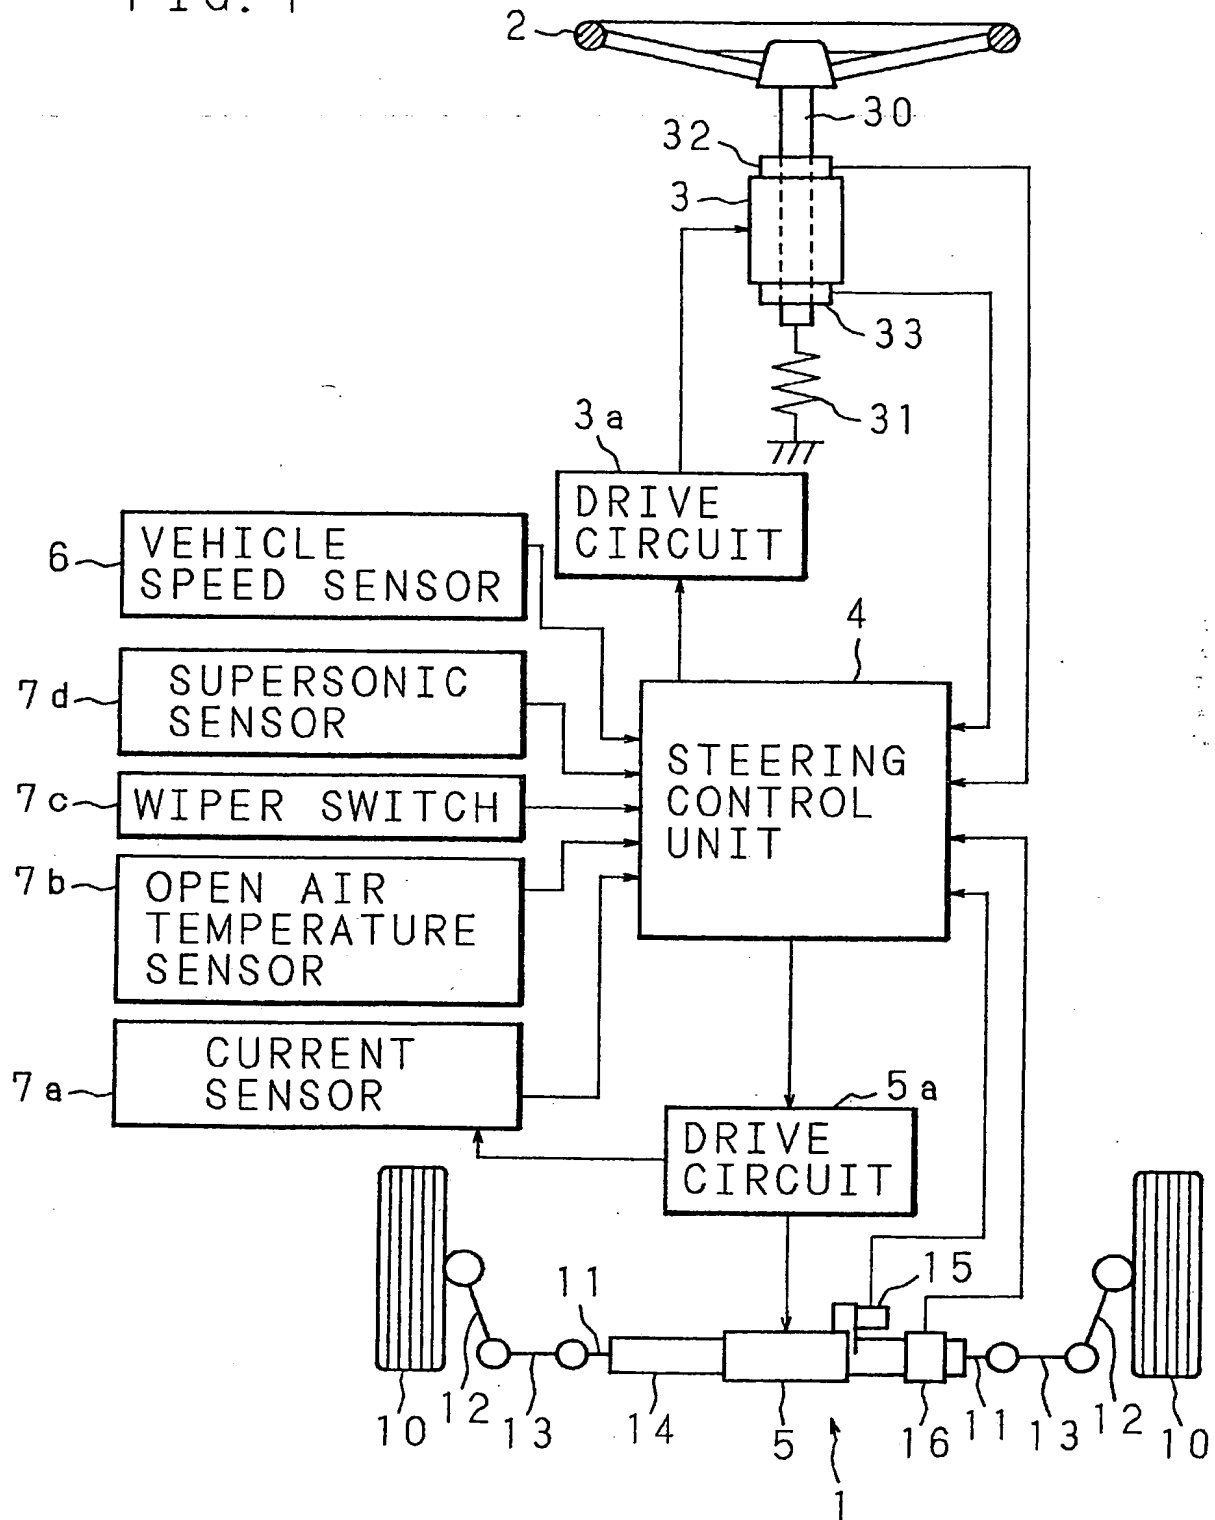 FIG. 1
2
30
32
3
33
31
3a
DRIVE
CIRCUIT
6
VEHICLE
SPEED SENSOR
4
7d
SUPERSONIC
SENSOR
STEERING
CONTROL
UNIT
7c
WIPER SWITCH
7b
OPEN AIR
TEMPERATURE
SENSOR
7a
CURRENT
SENSOR
5a
DRIVE
CIRCUIT
15
11
10
12
13
14
5
16
11
13
12
10
1